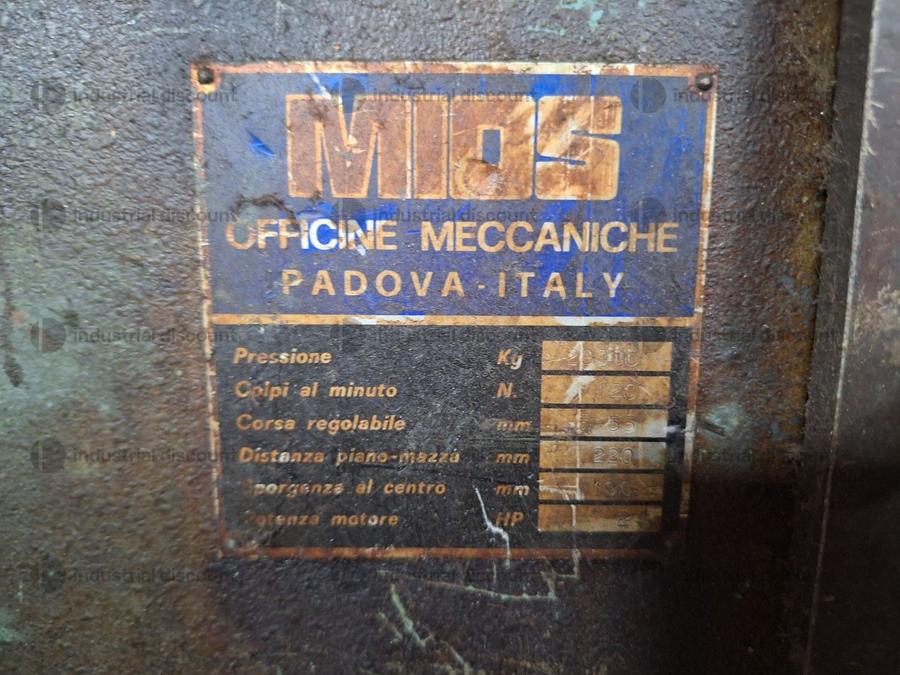 MIOS
OFFICINE MECCANICHE
PADOVA - ITALY
Pressione Kg
Colpi al minuto N. 120
Corsa regolabile mm
Distanza piano-mazza mm 220
Sporgenza al centro mm
Potenza motore HP 2
industrial discount